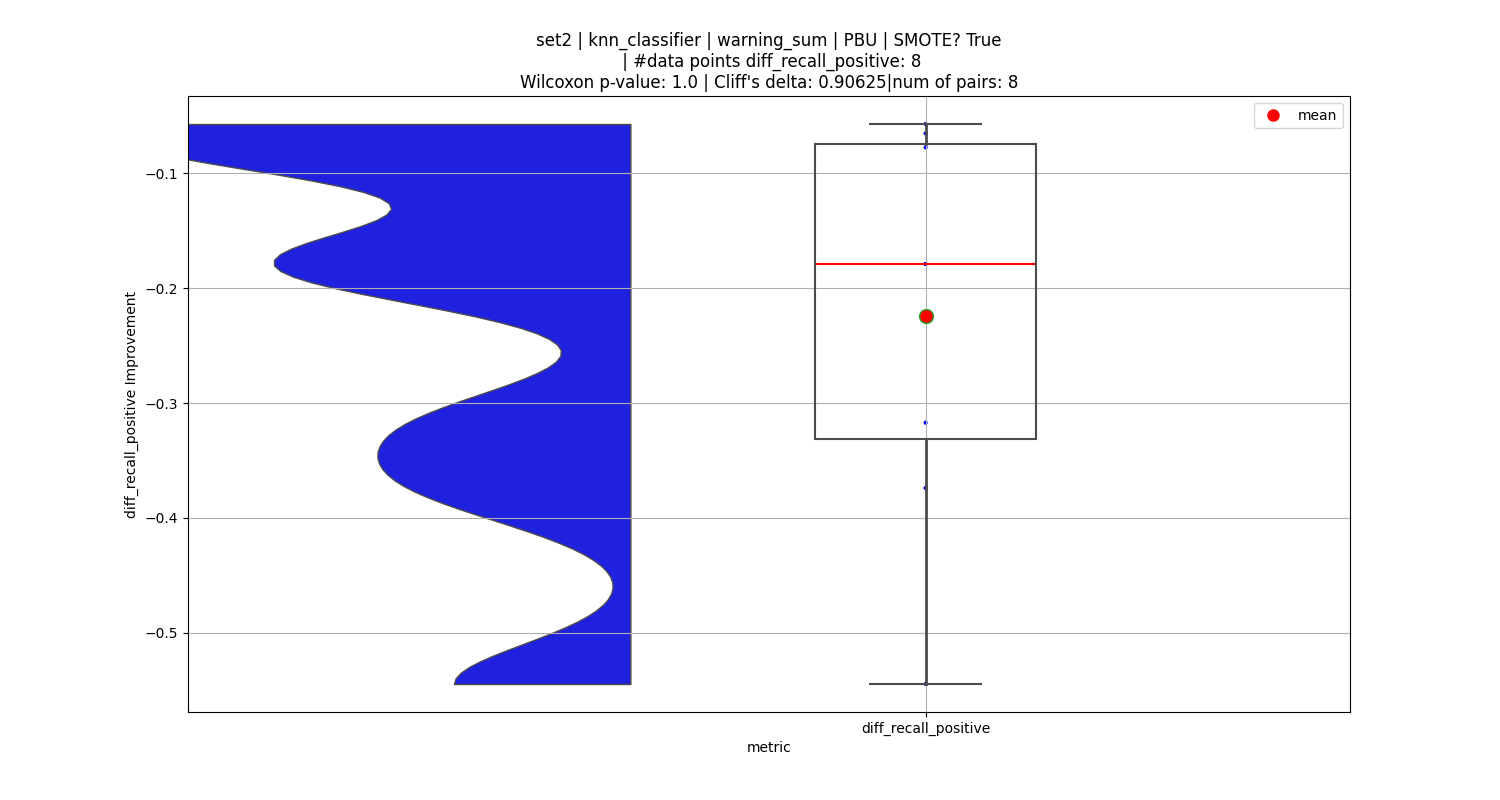 set2 | knn_classifier | warning_sum | PBU | SMOTE? True
| #data points diff_recall_positive: 8
Wilcoxon p-value: 1.0 | Cliff's delta: 0.90625|num of pairs: 8
mean
−0.1
−0.2
−0.3
−0.4
−0.5
diff_recall_positive Improvement
diff_recall_positive
metric